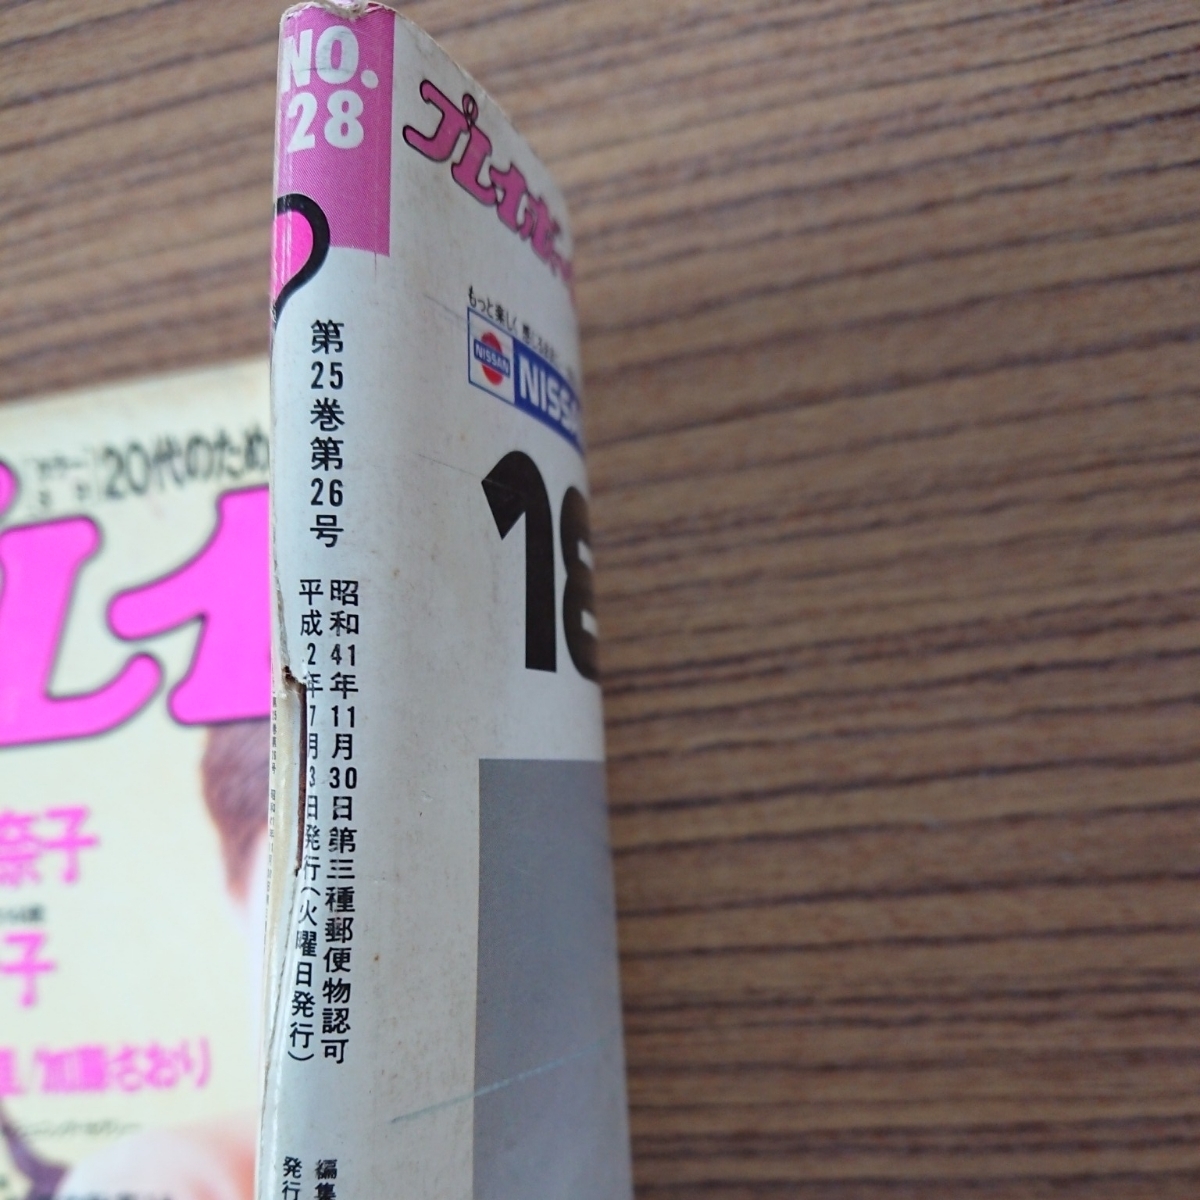 NO.
28
第25巻第26号
昭和41年11月30日第三種郵便物認可
平成2年7月3日発行(火曜日発行)
編集
発行
プレイボー
もっと楽しく
NISSAN
NISSA
18
20代のため
レイ
奈子
子
/加藤さおり)